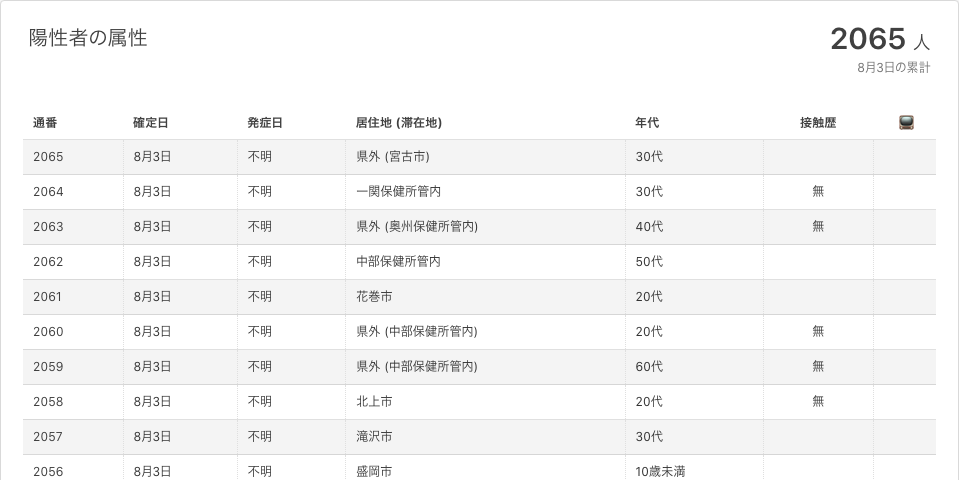 陽性者の属性
2065 人
8月3日の累計
通番 確定日 発症日 居住地 (滞在地) 年代 接触歴
2065 8月3日 不明 県外 (宮古市) 30代
2064 8月3日 不明 一関保健所管内 30代 無
2063 8月3日 不明 県外 (奥州保健所管内) 40代 無
2062 8月3日 不明 中部保健所管内 50代
2061 8月3日 不明 花巻市 20代
2060 8月3日 不明 県外 (中部保健所管内) 20代 無
2059 8月3日 不明 県外 (中部保健所管内) 60代 無
2058 8月3日 不明 北上市 20代 無
2057 8月3日 不明 滝沢市 30代
2056 8月3日 不明 盛岡市 10歳未満